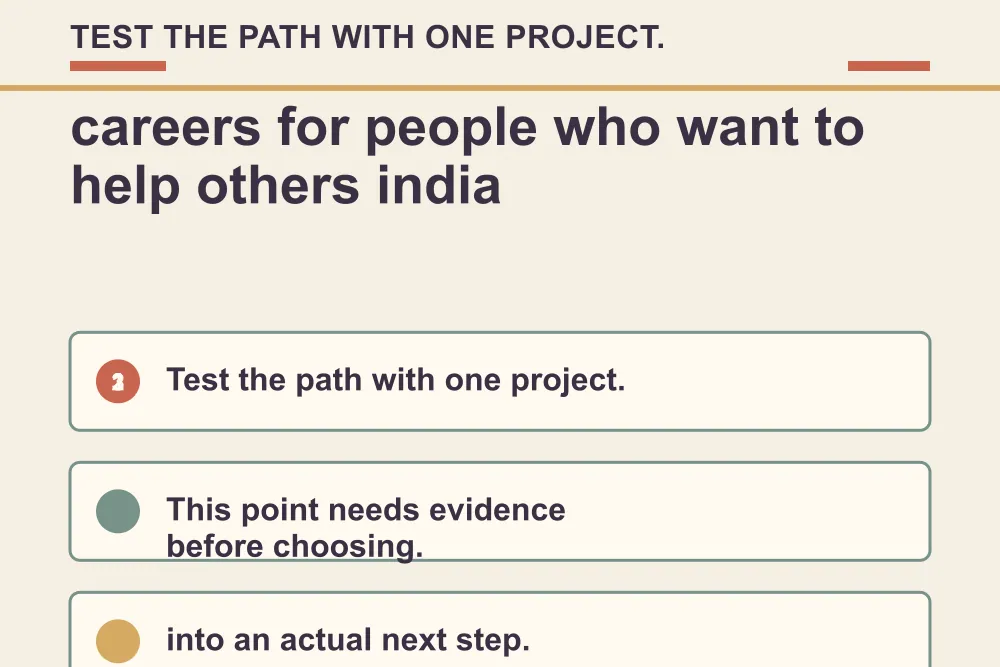 TEST THE PATH WITH ONE PROJECT.
careers for people who want to
help others india
Test the path with one project.
This point needs evidence
before choosing.
into an actual next step.